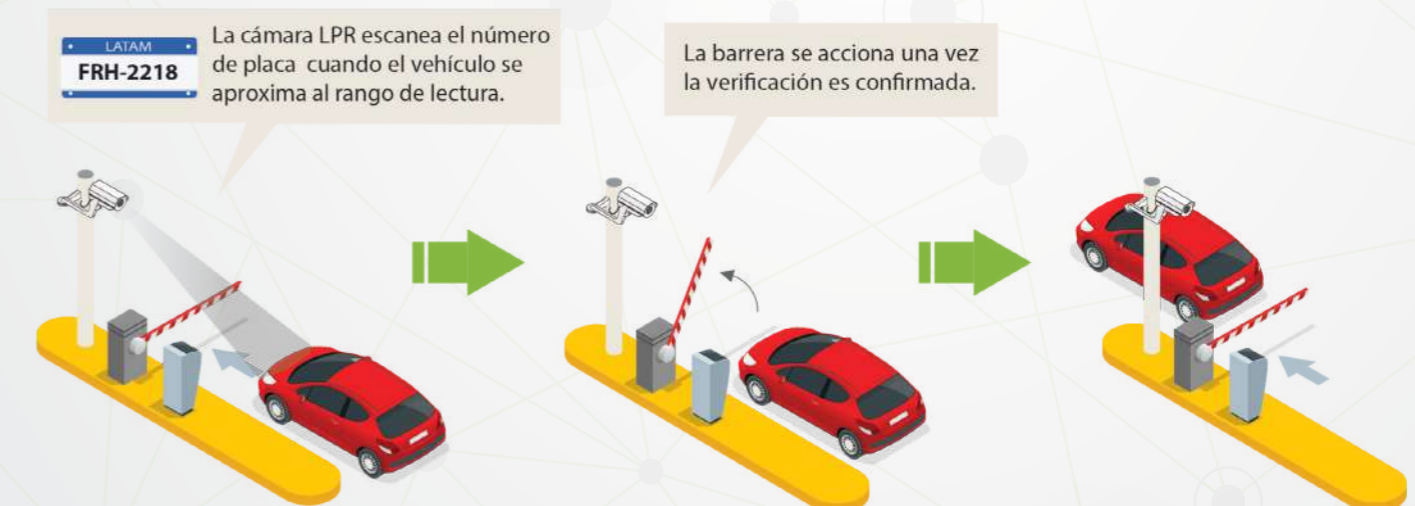 LATAM
FRH-2218
La cámara LPR escanea el número
de placa cuando el vehículo se
aproxima al rango de lectura.
La barrera se acciona una vez
la verificación es confirmada.